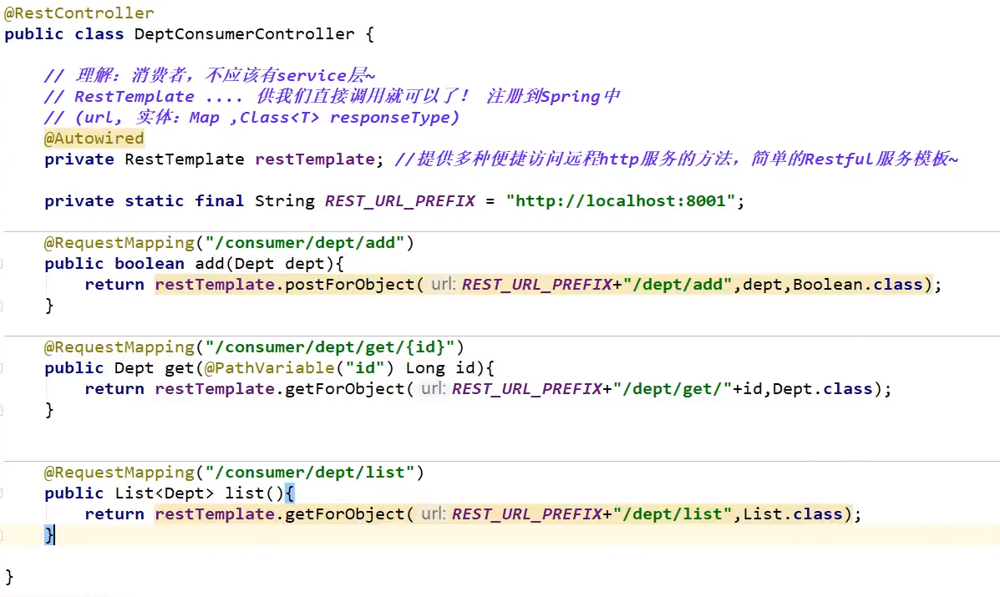 @RestController
public class DeptConsumerController {
// 理解：消费者，不应该有service层~
// RestTemplate .... 供我们直接调用就可以了！ 注册到Spring中
// (url, 实体：Map ,Class<T> responseType)
@Autowired
private RestTemplate restTemplate; //提供多种便捷访问远程http服务的方法，简单的Restful服务模板~
private static final String REST_URL_PREFIX = "http://localhost:8001";
@RequestMapping("/consumer/dept/add")
public boolean add(Dept dept){
return restTemplate.postForObject( url: REST_URL_PREFIX+"/dept/add",dept,Boolean.class);
}
@RequestMapping("/consumer/dept/get/{id}")
public Dept get(@PathVariable("id") Long id){
return restTemplate.getForObject( url: REST_URL_PREFIX+"/dept/get/"+id,Dept.class);
}
@RequestMapping("/consumer/dept/list")
public List<Dept> list(){
return restTemplate.getForObject( url: REST_URL_PREFIX+"/dept/list",List.class);
}
}